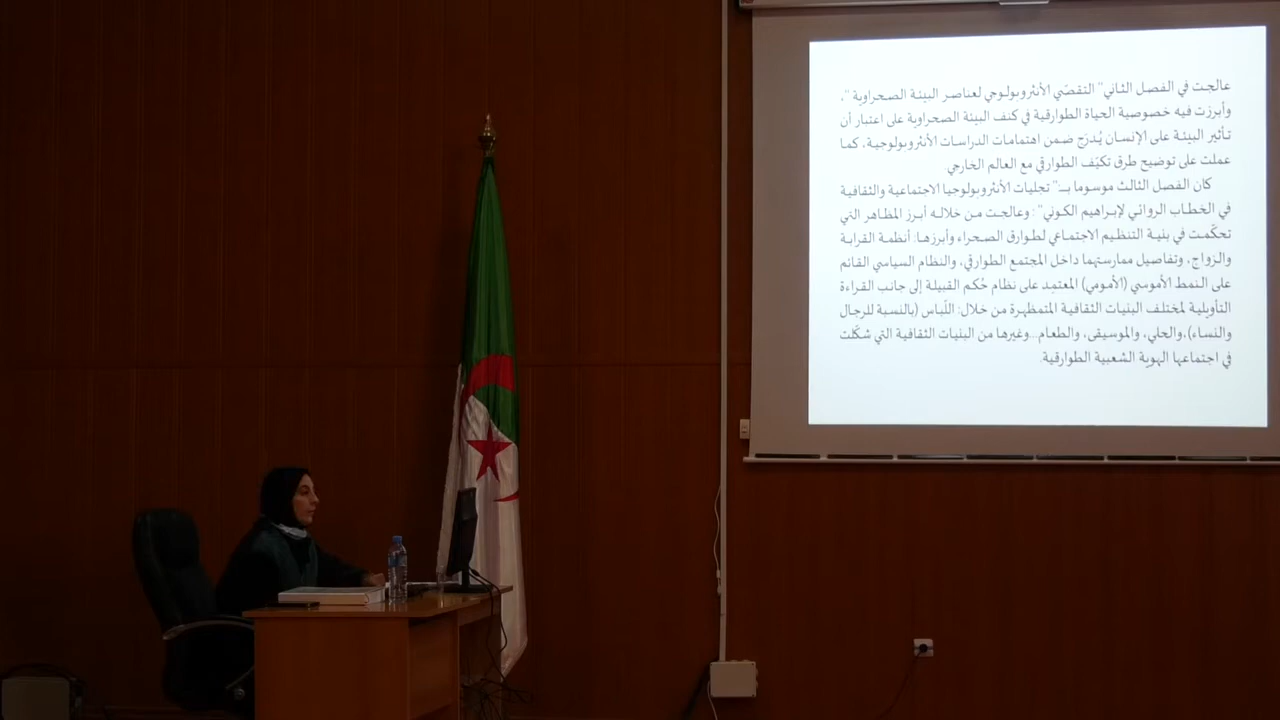 عالجت في الفصل الثاني" التقصّي الأنثروبولوجي لعناصر البيئة الصحراوية "،
وأبرزت فيه خصوصية الحياة الطوارقية في كنف البيئة الصحراوية على اعتبار أن
تأثير البيئة على الإنسان يُدرَج ضمن اهتمامات الدراسات الأنثروبولوجية، كما
عملت على توضيح طرق تكيّف الطوارقي مع العالم الخارجي
كان الفصل الثالث موسوما بـ:" تجليات الأنثروبولوجيا الاجتماعية والثقافية
في الخطاب الروائي لإبراهيم الكوني": وعالجت من خلاله أبرز المظاهر التي
تحكّمت في بنية التنظيم الاجتماعي لطوارق الصحراء وأبرزها: أنظمة القرابة
والزواج، وتفاصيل ممارستهما داخل المجتمع الطوارقي، والنظام السياسي القائم
على النمط الأموسي (الأمومي) المعتمِد على نظام حُكم القبيلة إلى جانب القراءة
التأويلية لمختلف البنيات الثقافية المتمظهرة من خلال: اللّباس (بالنسبة للرجال
والنساء)،والحلي، والموسيقى، والطعام...وغيرها من البنيات الثقافية التي شكّلت
في اجتماعها الهوية الشعبية الطوارقية.